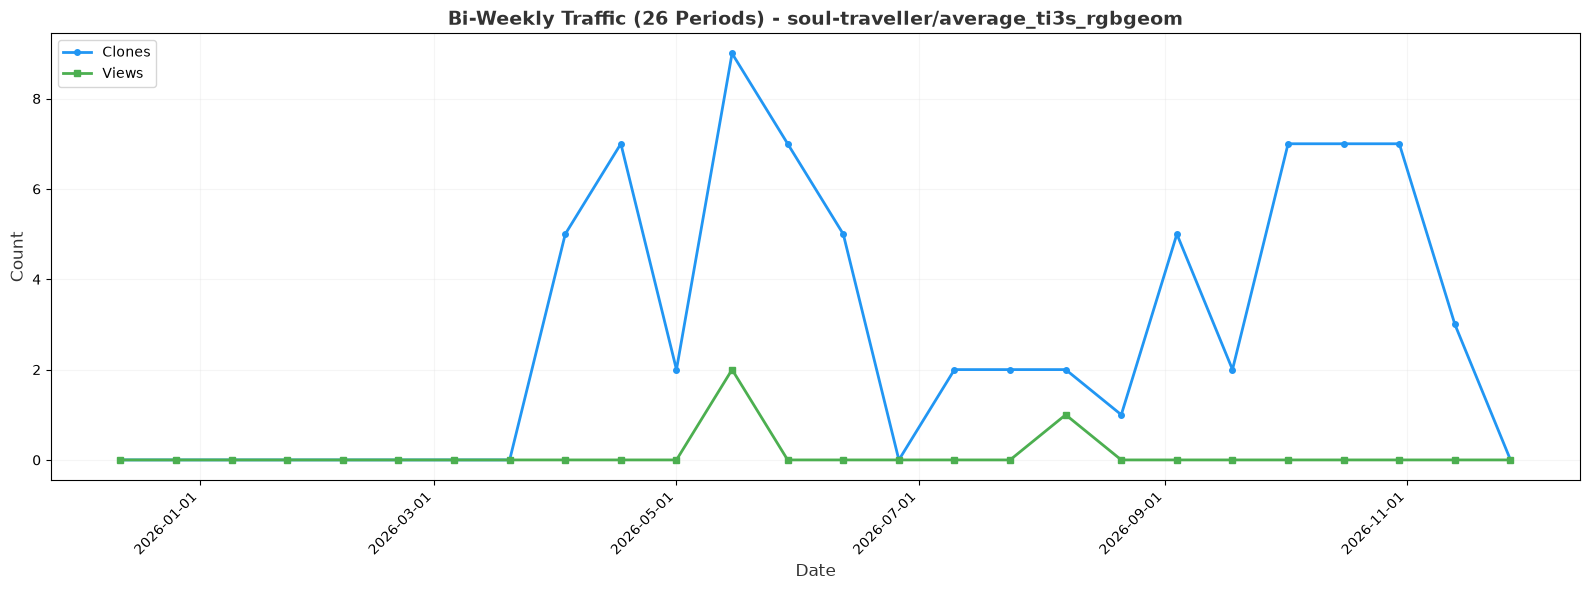 Bi-Weekly Traffic (26 Periods) - soul-traveller/average_ti3s_rgbgeom
Clones
Views
Count
8
6
4
2
0
2026-01-01
2026-03-01
2026-05-01
2026-07-01
2026-09-01
2026-11-01
Date